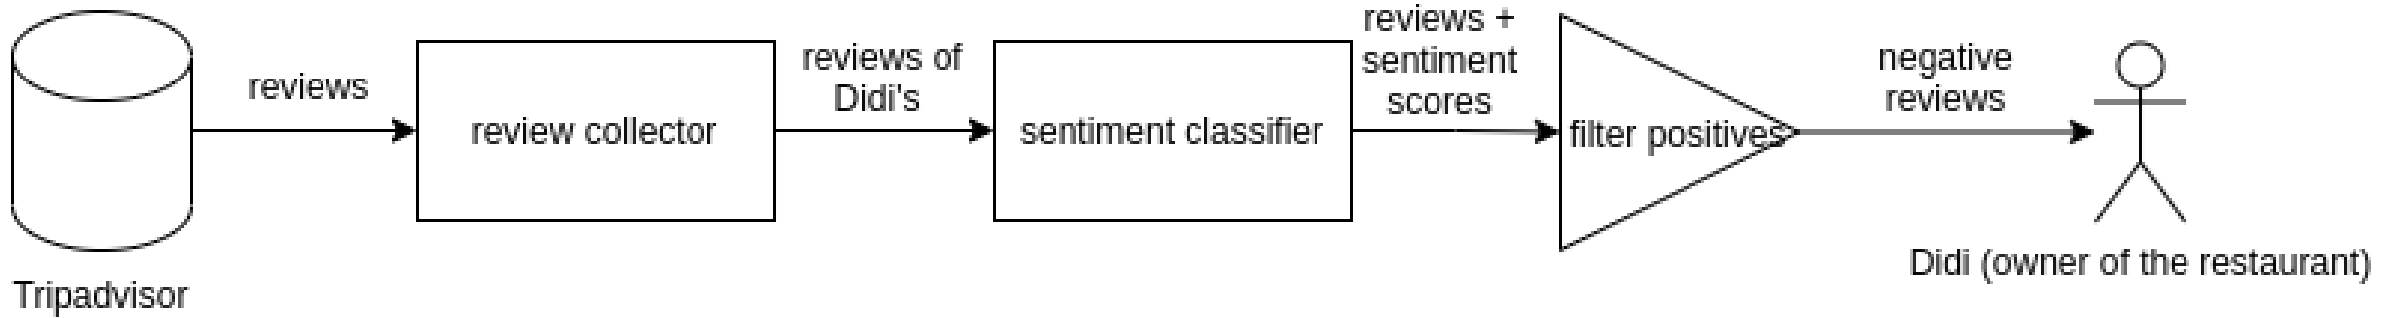 Tripadvisor
reviews
review collector
reviews of
Didi's
sentiment classifier
reviews +
sentiment
scores
filter positives
negative
reviews
Didi (owner of the restaurant)